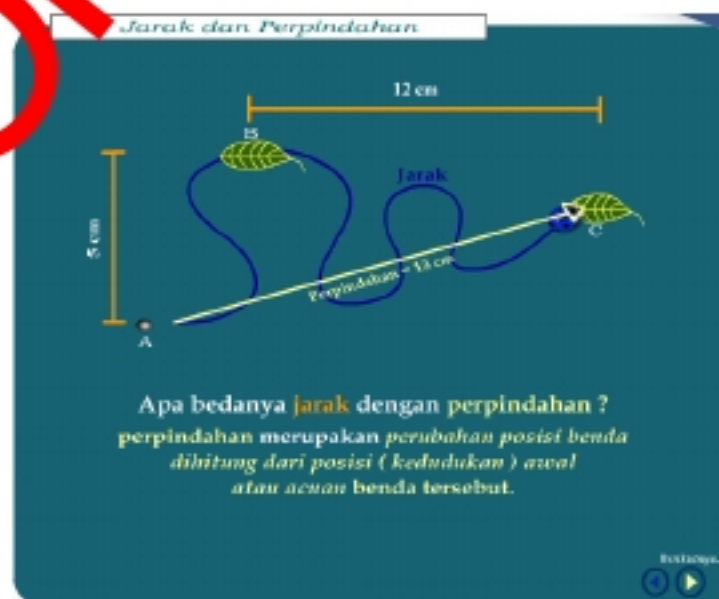 Jarak dan Perpindahan
12 cm
B
Jarak
5 cm
C
Perpindahan = 13 cm
A
Apa bedanya jarak dengan perpindahan ?
perpindahan merupakan perubahan posisi benda
dihitung dari posisi ( kedudukan ) awal
atau acuan benda tersebut.